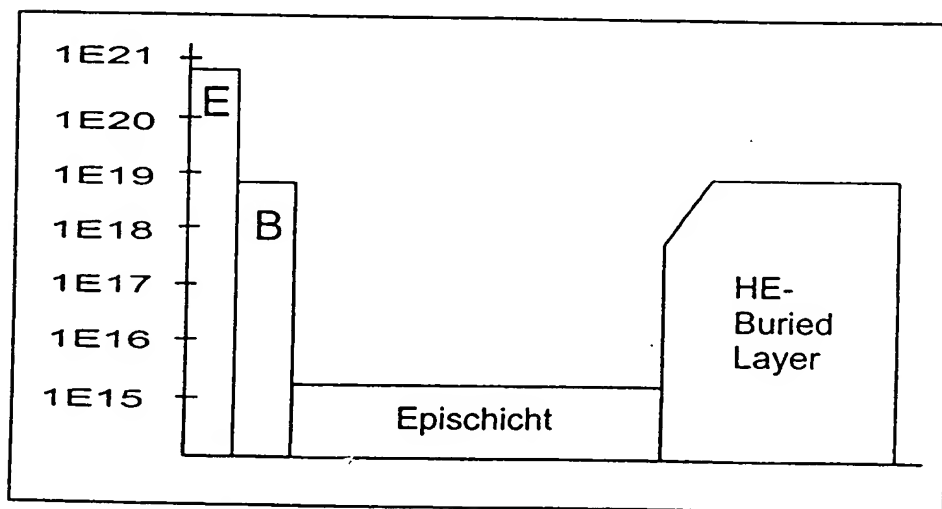 1E21
E
1E20
1E19
B
1E18
1E17
1E16
1E15
HE-
Buried
Layer
Epischicht